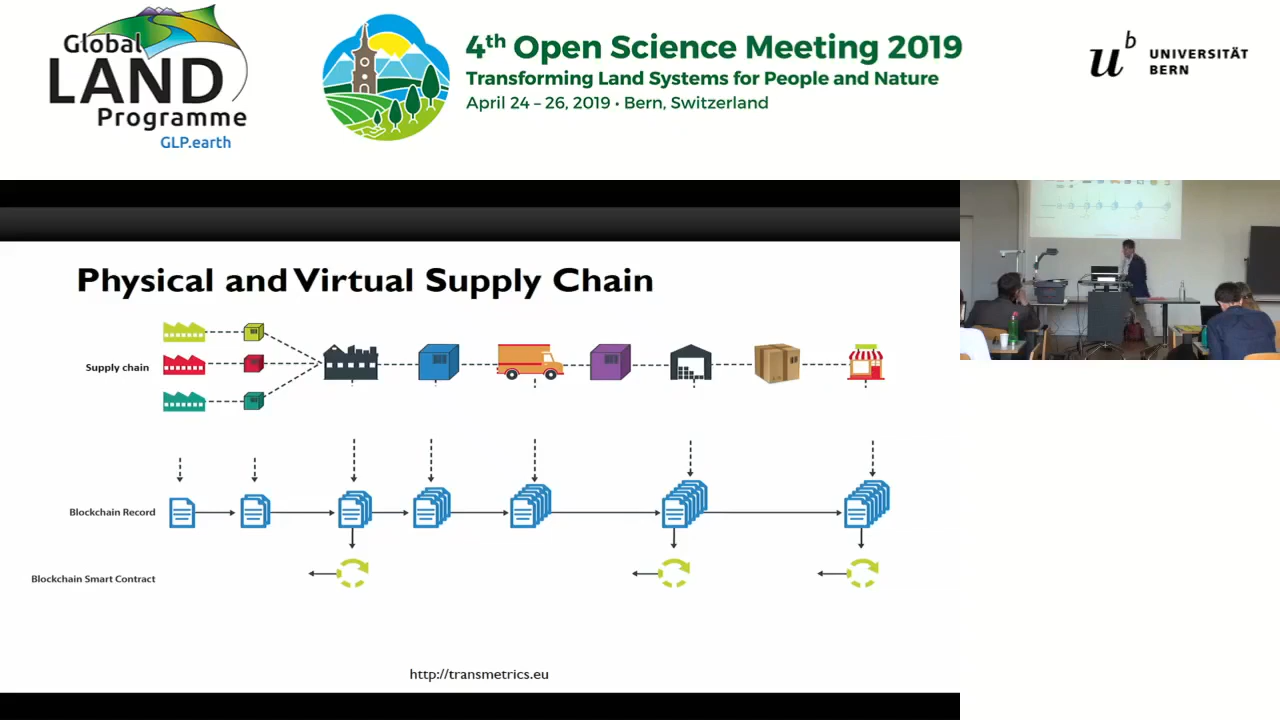 Global
LAND
Programme
GLP.earth
4th Open Science Meeting 2019
Transforming Land Systems for People and Nature
April 24 – 26, 2019 • Bern, Switzerland
u b
UNIVERSITÄT
BERN
Physical and Virtual Supply Chain
Supply chain
Blockchain Record
Blockchain Smart Contract
http://transmetrics.eu